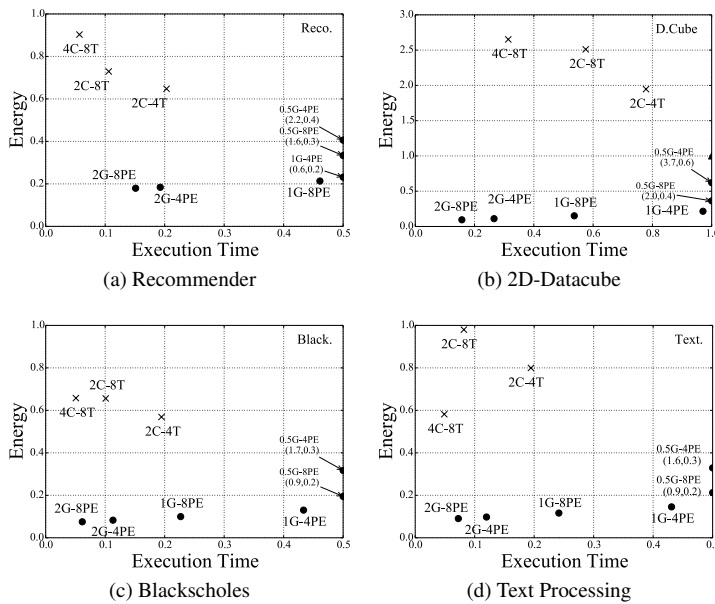 Reco.
Energy
1.0
0.8
0.6
0.4
0.2
0.0
4C-8T
2C-8T
2C-4T
0.5G-4PE
(2.2,0.4)
0.5G-8PE
(1.6,0.3)
1G-4PE
(0.6,0.2)
2G-8PE
2G-4PE
1G-8PE
0.0 0.1 0.2 0.3 0.4 0.5
Execution Time
(a) Recommender
D.Cube
Energy
3.0
2.5
2.0
1.5
1.0
0.5
0.0
4C-8T
2C-8T
2C-4T
0.5G-4PE
(3.7,0.6)
0.5G-8PE
(2.0,0.4)
2G-8PE
2G-4PE
1G-8PE
1G-4PE
0.0 0.2 0.4 0.6 0.8 1.0
Execution Time
(b) 2D-Datacube
Black.
Energy
1.0
0.8
0.6
0.4
0.2
0.0
2C-8T
4C-8T
2C-4T
0.5G-4PE
(1.7,0.3)
0.5G-8PE
(0.9,0.2)
2G-8PE
2G-4PE
1G-8PE
1G-4PE
0.0 0.1 0.2 0.3 0.4 0.5
Execution Time
(c) Blackscholes
Text.
Energy
1.0
0.8
0.6
0.4
0.2
0.0
2C-8T
2C-4T
4C-8T
0.5G-4PE
(1.6,0.3)
0.5G-8PE
(0.9,0.2)
2G-8PE
2G-4PE
1G-8PE
1G-4PE
0.0 0.1 0.2 0.3 0.4 0.5
Execution Time
(d) Text Processing